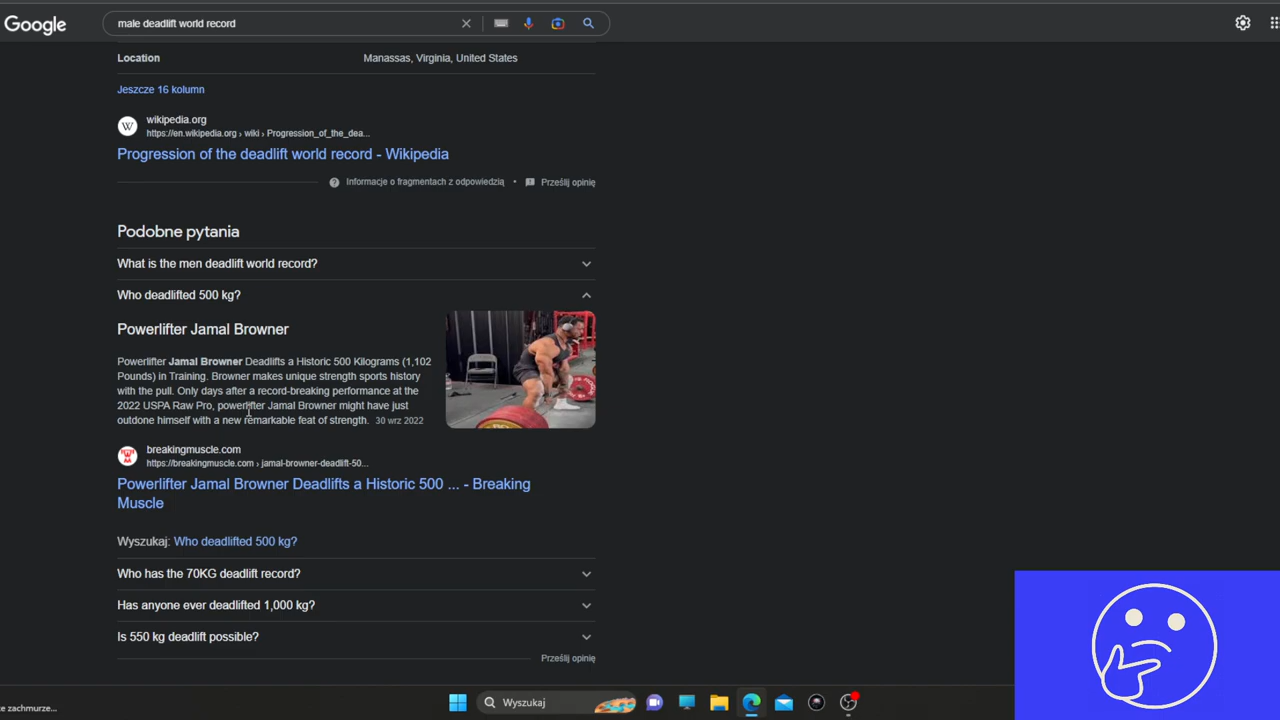 Google
male deadlift world record
Location Manassas, Virginia, United States
Jeszcze 16 kolumn
wikipedia.org
https://en.wikipedia.org › wiki › Progression_of_the_dea...
Progression of the deadlift world record - Wikipedia
Informacje o fragmentach z odpowiedzią • Prześlij opinię
Podobne pytania
What is the men deadlift world record?
Who deadlifted 500 kg?
Powerlifter Jamal Browner
Powerlifter Jamal Browner Deadlifts a Historic 500 Kilograms (1,102
Pounds) in Training. Browner makes unique strength sports history
with the pull. Only days after a record-breaking performance at the
2022 USPA Raw Pro, powerlifter Jamal Browner might have just
outdone himself with a new remarkable feat of strength. 30 wrz 2022
breakingmuscle.com
https://breakingmuscle.com › jamal-browner-deadlift-50...
Powerlifter Jamal Browner Deadlifts a Historic 500 ... - Breaking
Muscle
Wyszukaj: Who deadlifted 500 kg?
Who has the 70KG deadlift record?
Has anyone ever deadlifted 1,000 kg?
Is 550 kg deadlift possible?
Prześlij opinię
ze zachmurze...
Wyszukaj